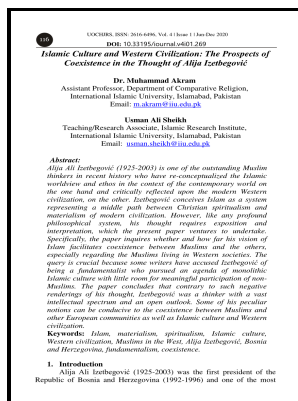 UOCHJRS. ISSN: 2616-6496, Vol. 4 | Issue 1 | Jun-Dec 2020
116
DOI: 10.33195/journal.v4i01.269
Islamic Culture and Western Civilization: The Prospects of
Coexistence in the Thought of Alija Izetbegović
Dr. Muhammad Akram
Assistant Professor, Department of Comparative Religion,
International Islamic University, Islamabad, Pakistan
Email: m.akram@iiu.edu.pk
Usman Ali Sheikh
Teaching/Research Associate, Islamic Research Institute,
International Islamic University, Islamabad, Pakistan
Email: usman.sheikh@iiu.edu.pk
Abstract:
Alija Ali Izetbegović (1925-2003) is one of the outstanding Muslim
thinkers in recent history who have re-conceptualized the Islamic
worldview and ethos in the context of the contemporary world on
the one hand and critically reflected upon the modern Western
civilization, on the other. Izetbegović conceives Islam as a system
representing a middle path between Christian spiritualism and
materialism of modern civilization. However, like any profound
philosophical system, his thought requires exposition and
interpretation, which the present paper ventures to undertake.
Specifically, the paper inquires whether and how far his vision of
Islam facilitates coexistence between Muslims and the others,
especially regarding the Muslims living in Western societies. The
query is crucial because some writers have accused Izetbegović of
being a fundamentalist who pursued an agenda of monolithic
Islamic culture with little room for meaningful participation of non-
Muslims. The paper concludes that contrary to such negative
renderings of his thought, Izetbegović was a thinker with a vast
intellectual spectrum and an open outlook. Some of his peculiar
notions can be conducive to the coexistence between Muslims and
other European communities as well as Islamic culture and Western
civilization.
Keywords: Islam, materialism, spiritualism, Islamic culture,
Western civilization, Muslims in the West, Alija Izetbegović, Bosnia
and Herzegovina, fundamentalism, coexistence.
1. Introduction
Alija Ali Izetbegović (1925-2003) was the first president of the
Republic of Bosnia and Herzegovina (1992-1996) and one of the most